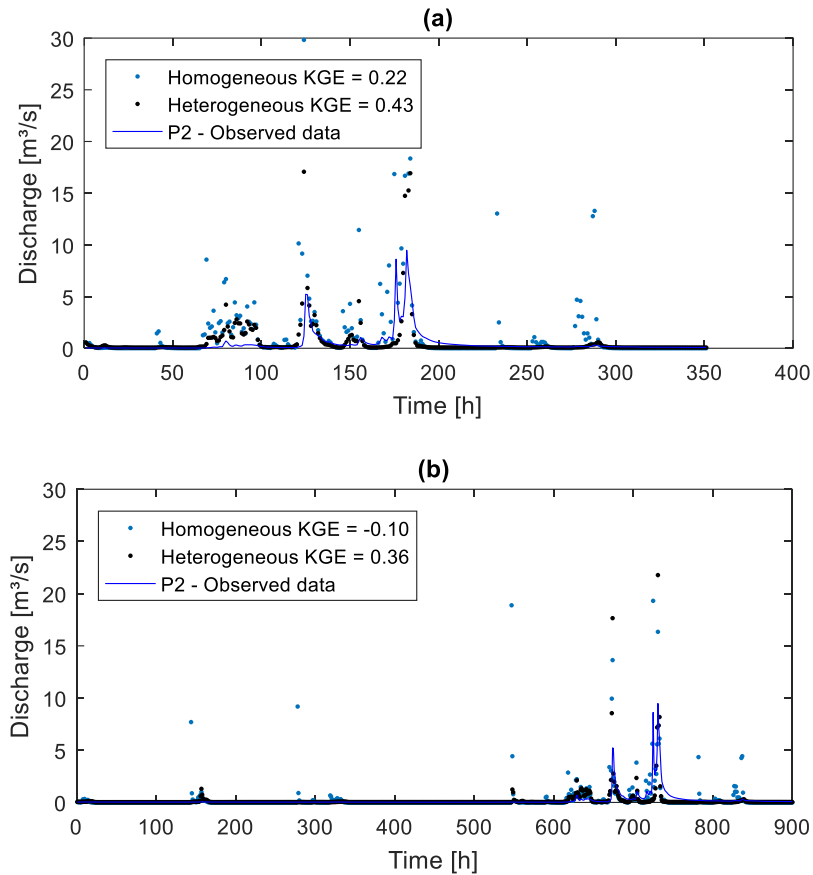 (a)
30
25
20
15
10
5
0
Discharge [m³/s]
Homogeneous KGE = 0.22
Heterogeneous KGE = 0.43
P2 - Observed data
0 50 100 150 200 250 300 350 400
Time [h]
(b)
30
25
20
15
10
5
0
Discharge [m³/s]
Homogeneous KGE = -0.10
Heterogeneous KGE = 0.36
P2 - Observed data
0 100 200 300 400 500 600 700 800 900
Time [h]